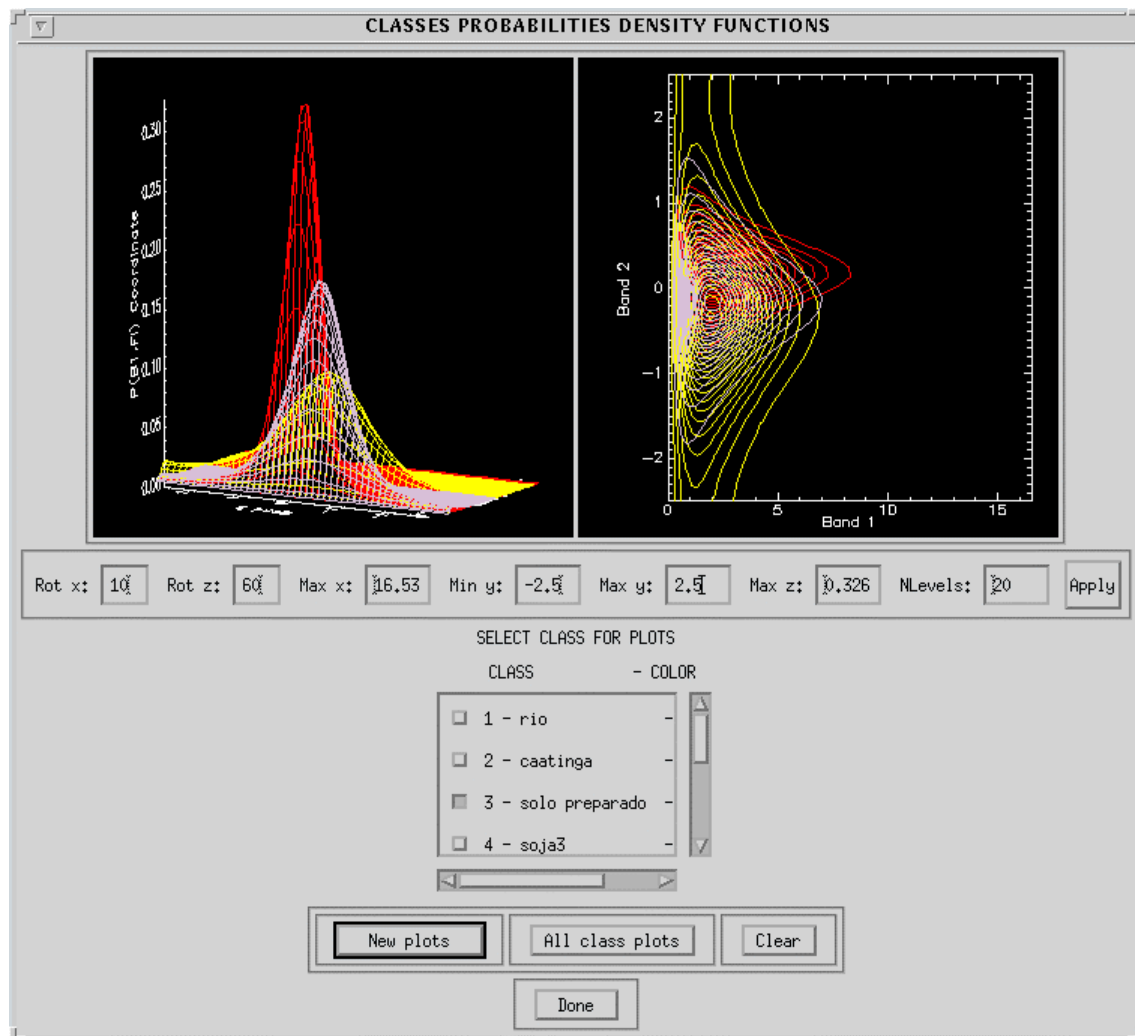 CLASSES PROBABILITIES DENSITY FUNCTIONS
P(B1,FI) Coordinate
0.30
0.25
0.20
0.15
0.10
0.05
0.00
Band 2
2
1
0
−1
−2
0 5 10 15
Band 1
Rot x: 10 Rot z: 60 Max x: 16.53 Min y: -2.5 Max y: 2.5 Max z: 0.326 NLevels: 20 Apply
SELECT CLASS FOR PLOTS
CLASS - COLOR
1 - rio -
2 - caatinga -
3 - solo preparado -
4 - soja3 -
New plots All class plots Clear
Done